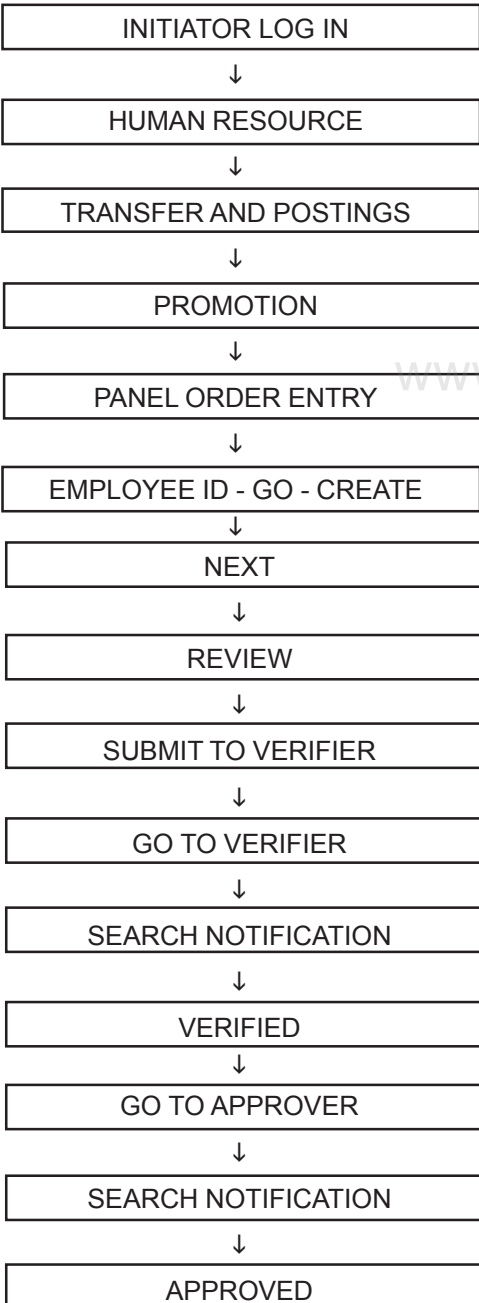 INITIATOR LOG IN
↓
HUMAN RESOURCE
↓
TRANSFER AND POSTINGS
↓
PROMOTION
↓
www
PANEL ORDER ENTRY
↓
EMPLOYEE ID - GO - CREATE
↓
NEXT
↓
REVIEW
↓
SUBMIT TO VERIFIER
↓
GO TO VERIFIER
↓
SEARCH NOTIFICATION
↓
VERIFIED
↓
GO TO APPROVER
↓
SEARCH NOTIFICATION
↓
APPROVED